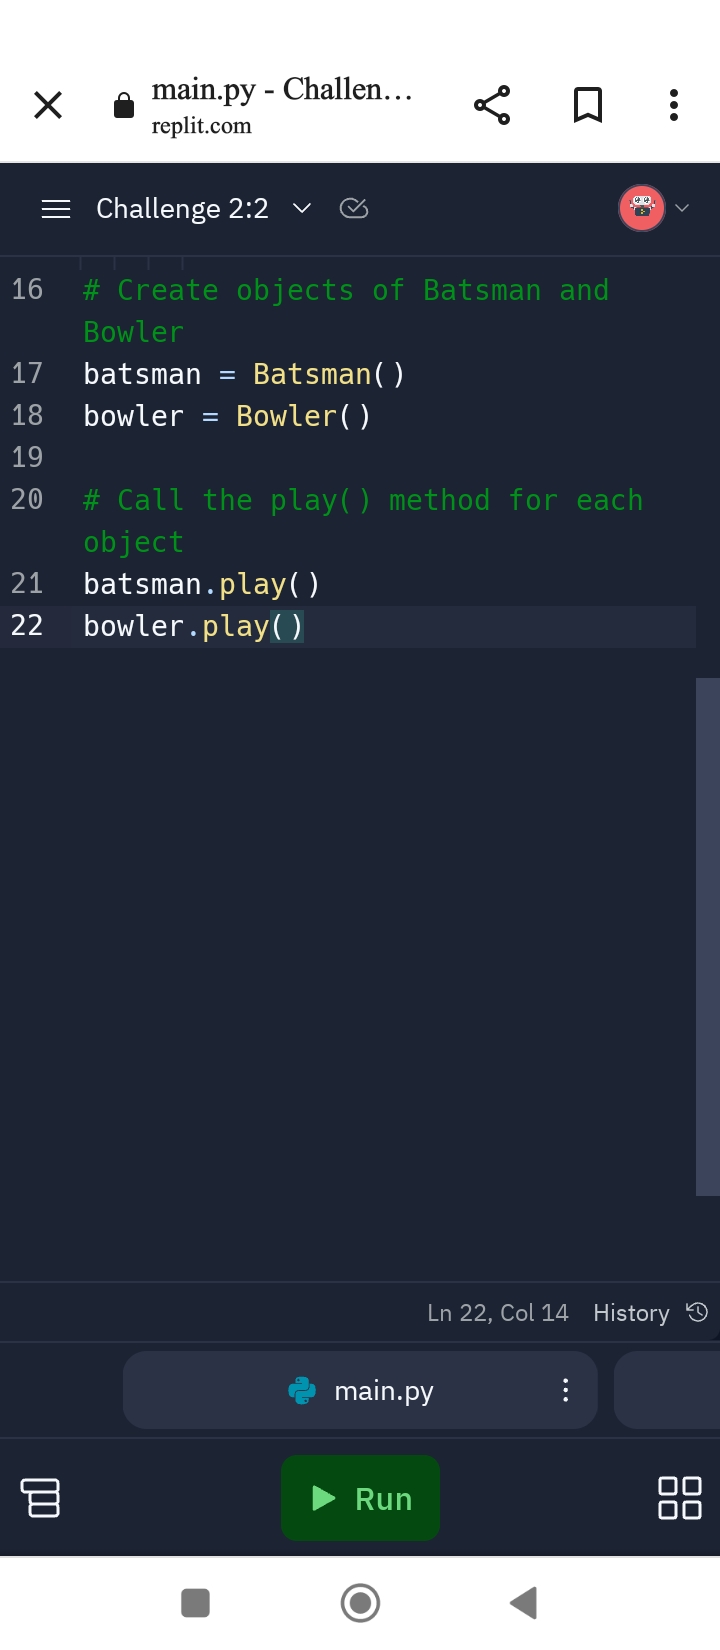 main.py - Challen...
replit.com
Challenge 2:2
16 # Create objects of Batsman and
Bowler
17 batsman = Batsman()
18 bowler = Bowler()
19
20 # Call the play() method for each
object
21 batsman.play()
22 bowler.play()
Ln 22, Col 14 History
main.py
Run